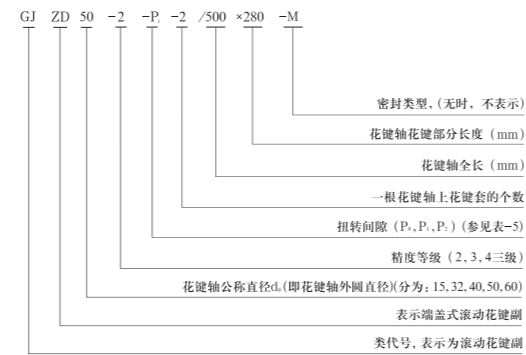 GJ ZD 50 -2 -P₁ -2 /500 ×280 -M
密封类型，(无时，不表示)
花键轴花键部分长度（mm）
花键轴全长（mm）
一根花键轴上花键套的个数
扭转间隙（P₀,P₁,P₂）(参见表-5)
精度等级（2,3,4三级）
花键轴公称直径d₀(即花键轴外圆直径)(分为：15,32,40,50,60)
表示端盖式滚动花键副
类代号，表示为滚动花键副